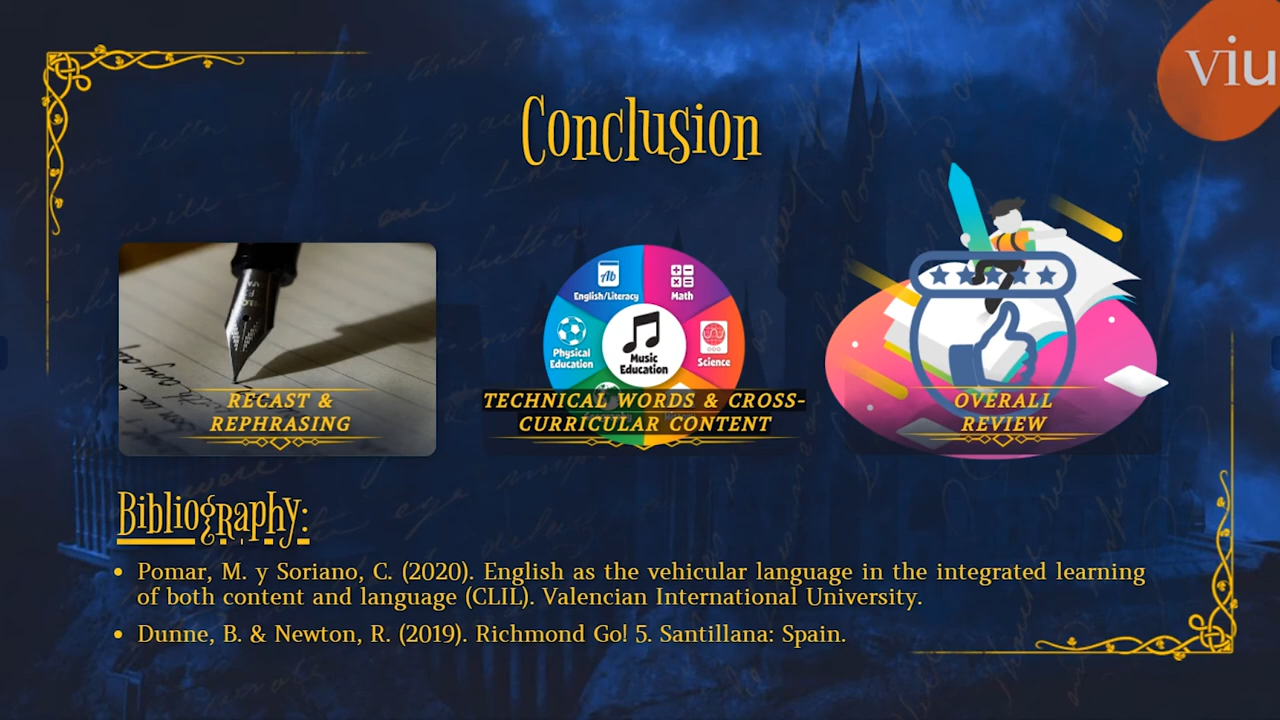 viu
Conclusion
Ab
English/Literacy
Math
Physical
Education
Music
Education
Science
RECAST &
REPHRASING
TECHNICAL WORDS & CROSS-
CURRICULAR CONTENT
OVERALL
REVIEW
Bibliography:
• Pomar, M. y Soriano, C. (2020). English as the vehicular language in the integrated learning
of both content and language (CLIL). Valencian International University.
• Dunne, B. & Newton, R. (2019). Richmond Go! 5. Santillana: Spain.